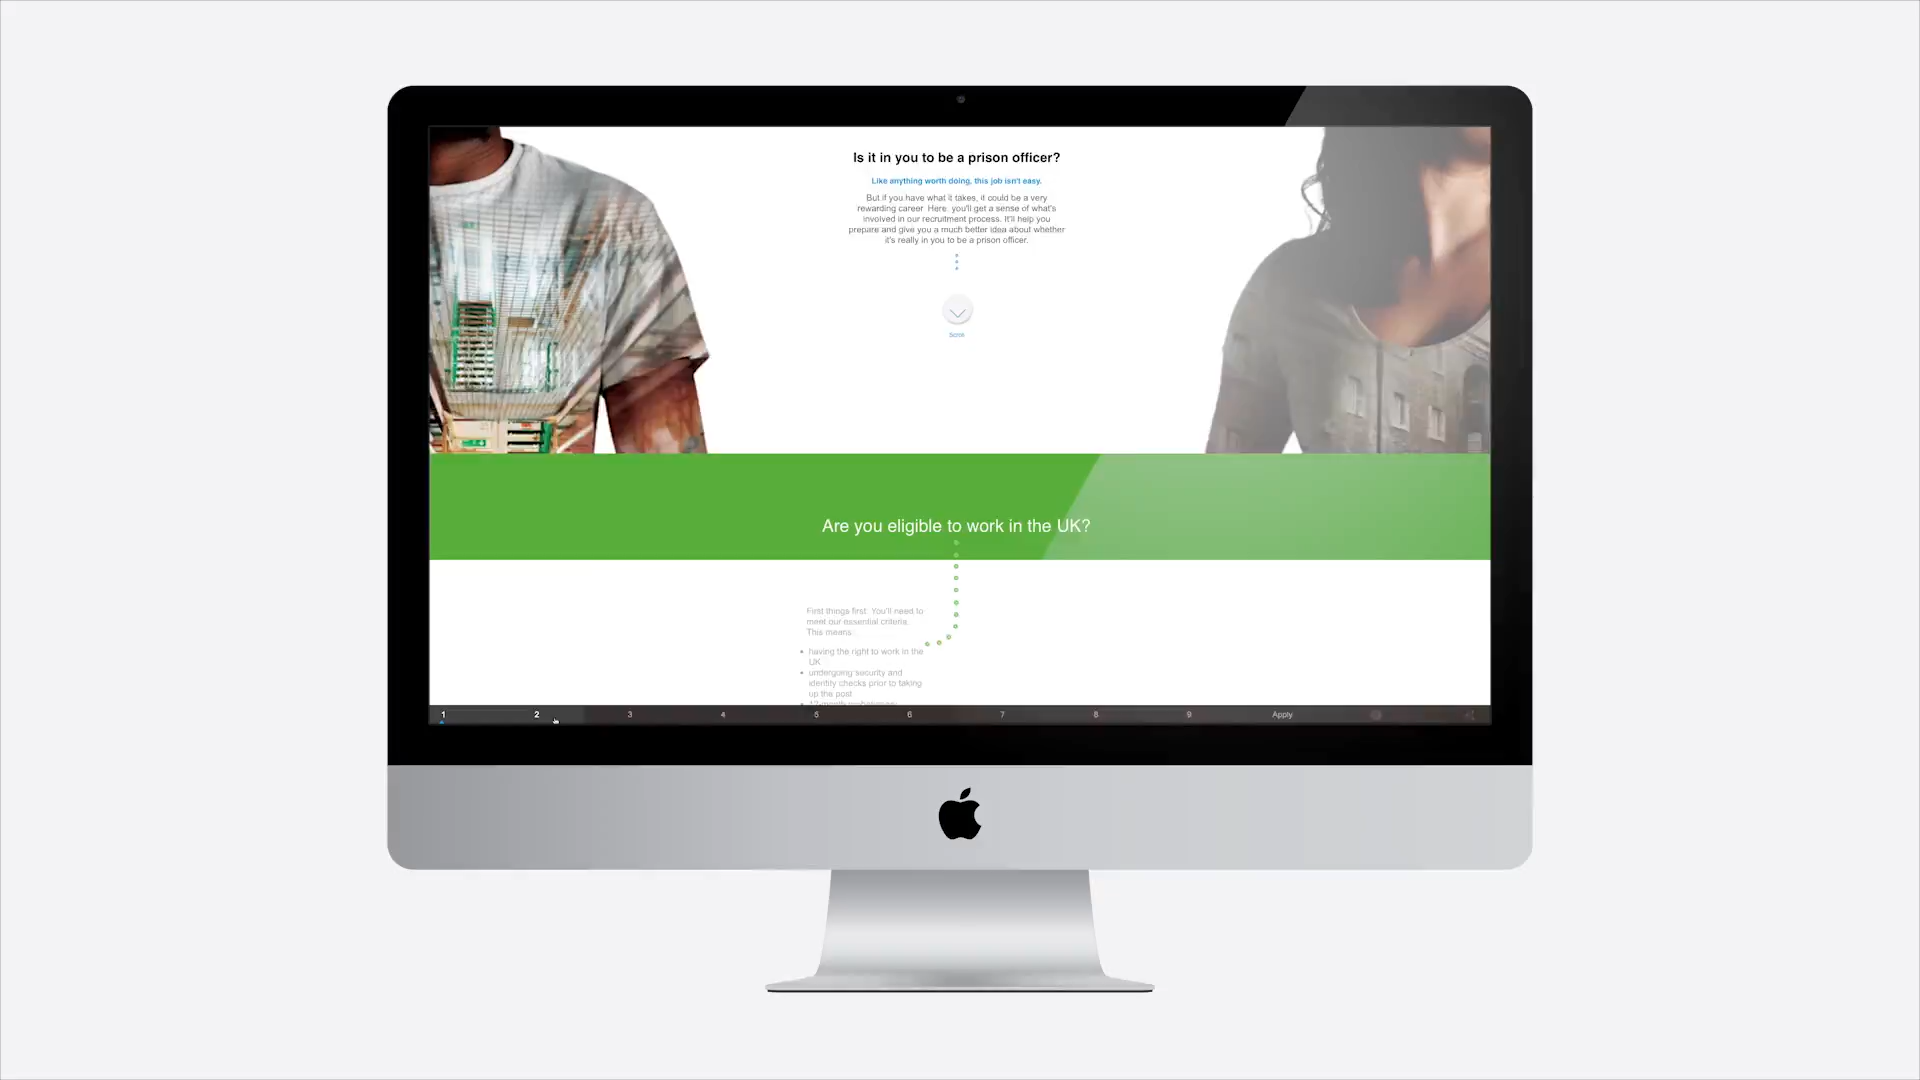 Is it in you to be a prison officer?
Like anything worth doing, this job isn't easy.
But if you have what it takes, it could be a very
rewarding career. Here, you'll get a sense of what's
involved in our recruitment process. It'll help you
prepare and give you a much better idea about whether
it's really in you to be a prison officer.
Scroll
Are you eligible to work in the UK?
First things first. You'll need to
meet our essential criteria.
This means:
• having the right to work in the
UK
• undergoing security and
identity checks prior to taking
up the post
• 12-month probationary
1 2 3 4 5 6 7 8 9 Apply